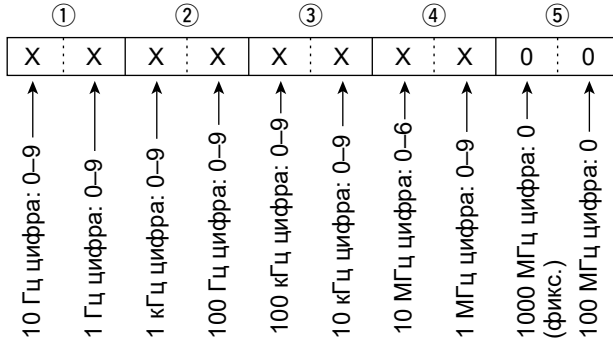 ① ② ③ ④ ⑤
X X X X X X X X 0 0
10 Гц цифра: 0–9
1 Гц цифра: 0–9
1 кГц цифра: 0–9
100 Гц цифра: 0–9
100 кГц цифра: 0–9
10 кГц цифра: 0–9
10 МГц цифра: 0–6
1 МГц цифра: 0–9
1000 МГц цифра: 0
(фикс.)
100 МГц цифра: 0